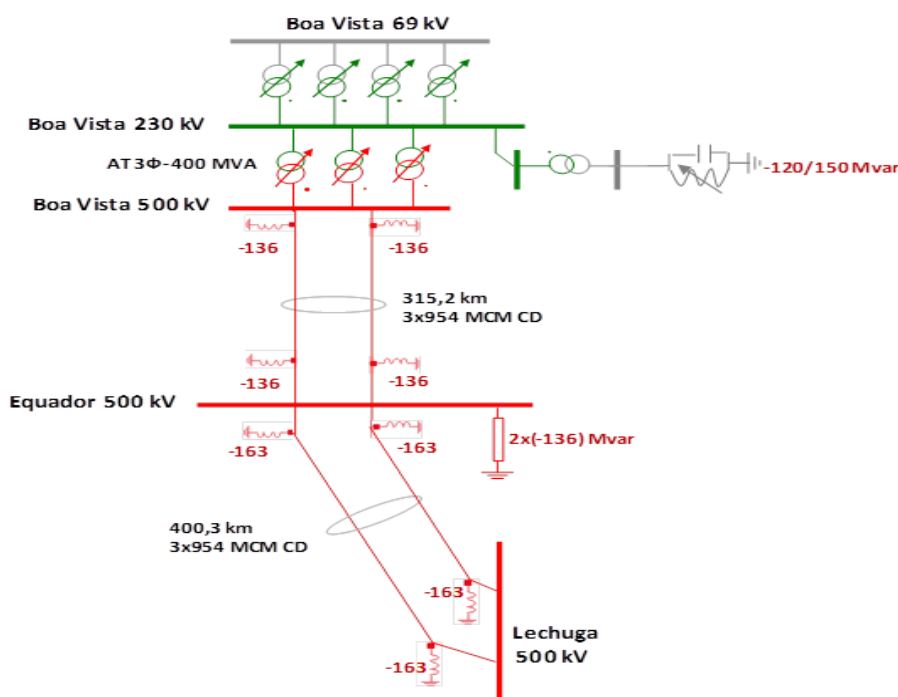 Boa Vista 69 kV
Boa Vista 230 kV
AT3Φ-400 MVA
-120/150 Mvar
Boa Vista 500 kV
-136
-136
315,2 km
3x954 MCM CD
-136
-136
Equador 500 kV
-163
-163
2x(-136) Mvar
400,3 km
3x954 MCM CD
-163
Lechuga
500 kV
-163